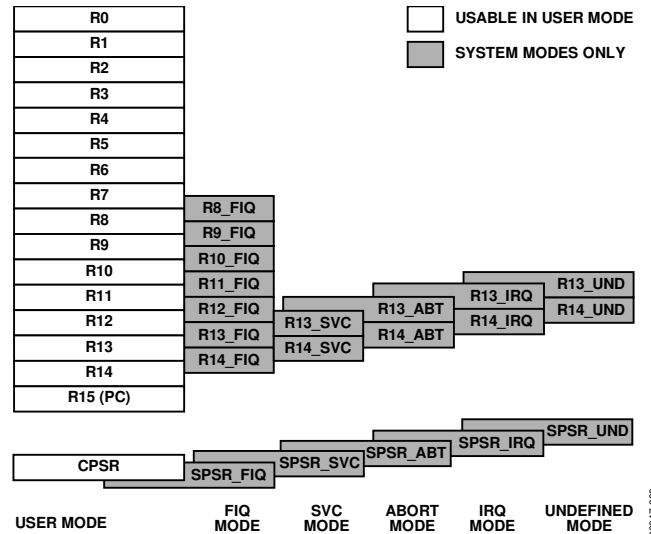 R0
R1
R2
R3
R4
R5
R6
R7
R8
R9
R10
R11
R12
R13
R14
R15 (PC)
USABLE IN USER MODE
SYSTEM MODES ONLY
R8_FIQ
R9_FIQ
R10_FIQ
R11_FIQ
R12_FIQ
R13_FIQ
R14_FIQ
R13_SVC
R14_SVC
R13_ABT
R14_ABT
R13_IRQ
R14_IRQ
R13_UND
R14_UND
CPSR
SPSR_FIQ
SPSR_SVC
SPSR_ABT
SPSR_IRQ
SPSR_UND
USER MODE
FIQ
MODE
SVC
MODE
ABORT
MODE
IRQ
MODE
UNDEFINED
MODE